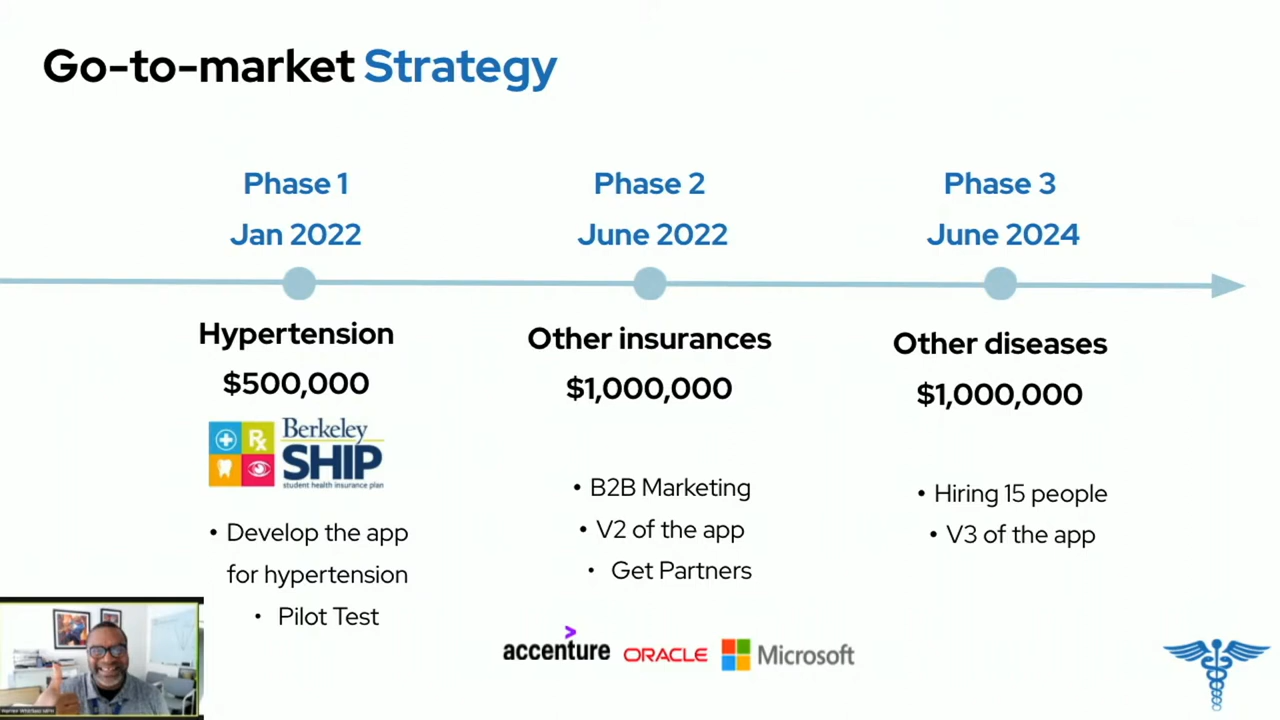 Go-to-market Strategy
Phase 1
Jan 2022
Phase 2
June 2022
Phase 3
June 2024
Hypertension
$500,000
Rx
Berkeley
SHIP
student health insurance plan
• Develop the app
for hypertension
• Pilot Test
Other insurances
$1,000,000
• B2B Marketing
• V2 of the app
• Get Partners
accenture
ORACLE
Microsoft
Other diseases
$1,000,000
• Hiring 15 people
• V3 of the app